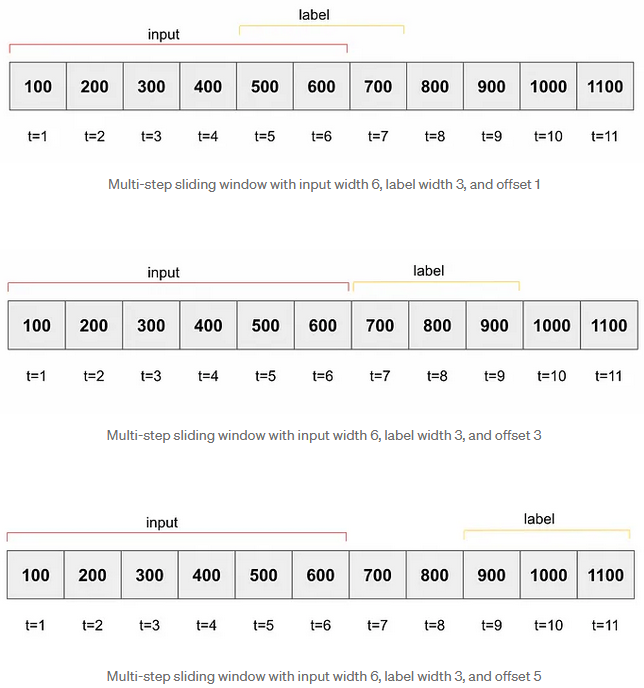 label
input
100 200 300 400 500 600 700 800 900 1000 1100
t=1 t=2 t=3 t=4 t=5 t=6 t=7 t=8 t=9 t=10 t=11
Multi-step sliding window with input width 6, label width 3, and offset 1
input label
100 200 300 400 500 600 700 800 900 1000 1100
t=1 t=2 t=3 t=4 t=5 t=6 t=7 t=8 t=9 t=10 t=11
Multi-step sliding window with input width 6, label width 3, and offset 3
input label
100 200 300 400 500 600 700 800 900 1000 1100
t=1 t=2 t=3 t=4 t=5 t=6 t=7 t=8 t=9 t=10 t=11
Multi-step sliding window with input width 6, label width 3, and offset 5